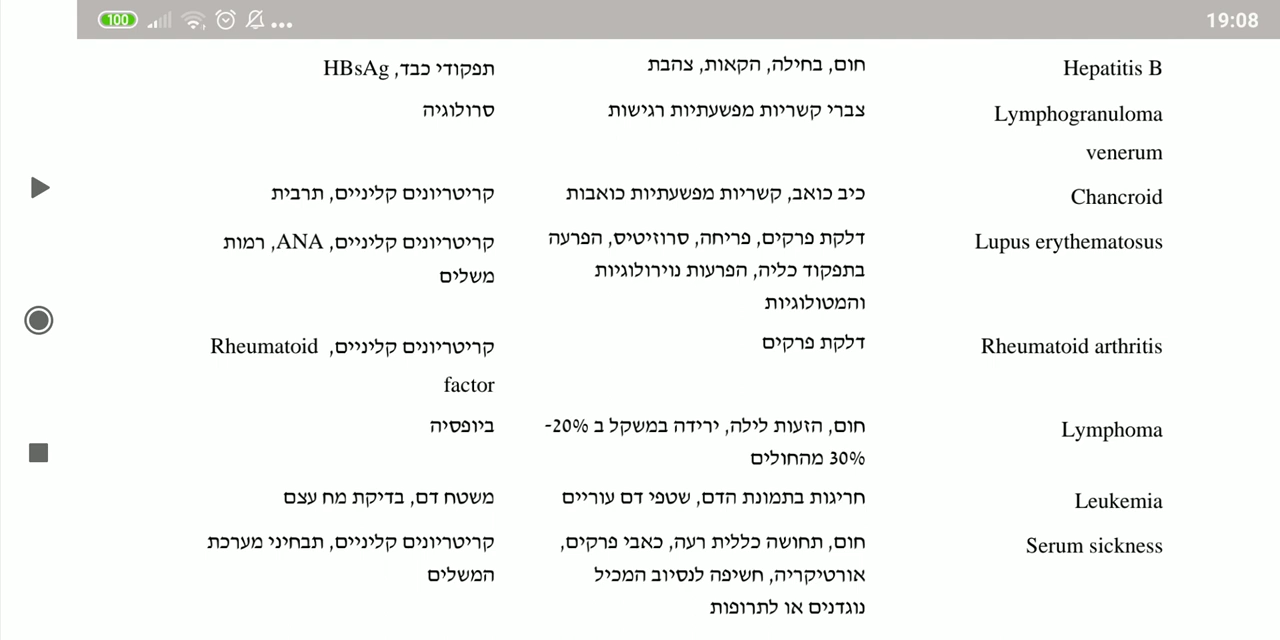 100
19:08
Hepatitis B
חום, בחילה, הקאות, צהבת
תפקודי כבד, HBsAg
Lymphogranuloma
venerum
צברי קשריות מפשעתיות רגישות
סרולוגיה
Chancroid
כיב כואב, קשריות מפשעתיות כואבות
קריטריונים קליניים, תרבית
Lupus erythematosus
דלקת פרקים, פריחה, סרוזיטיס, הפרעה
בתפקוד כליה, הפרעות נוירולוגיות
והמטולוגיות
קריטריונים קליניים, ANA, רמות
משלים
Rheumatoid arthritis
דלקת פרקים
קריטריונים קליניים, Rheumatoid
factor
Lymphoma
חום, הזעות לילה, ירידה במשקל ב 20%-
30% מהחולים
ביופסיה
Leukemia
חריגות בתמונת הדם, שטפי דם עוריים
משטח דם, בדיקת מח עצם
Serum sickness
חום, תחושה כללית רעה, כאבי פרקים,
אורטיקריה, חשיפה לנסיוב המכיל
נוגדנים או לתרופות
קריטריונים קליניים, תבחיני מערכת
המשלים